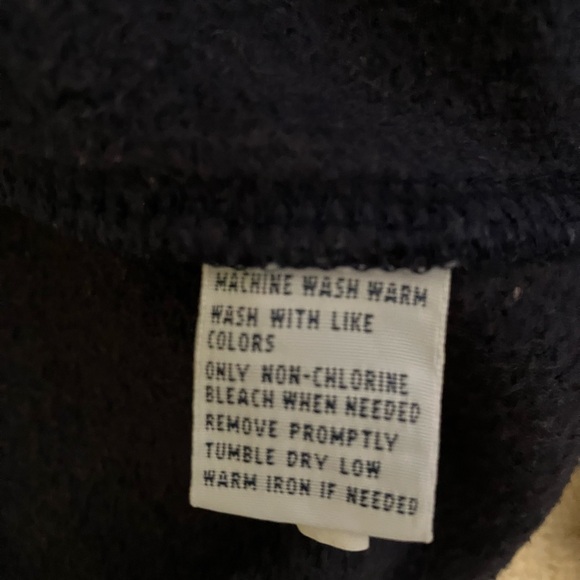 MACHINE WASH WARM
WASH WITH LIKE
COLORS
ONLY NON-CHLORINE
BLEACH WHEN NEEDED
REMOVE PROMPTLY
TUMBLE DRY LOW
WARM IRON IF NEEDED